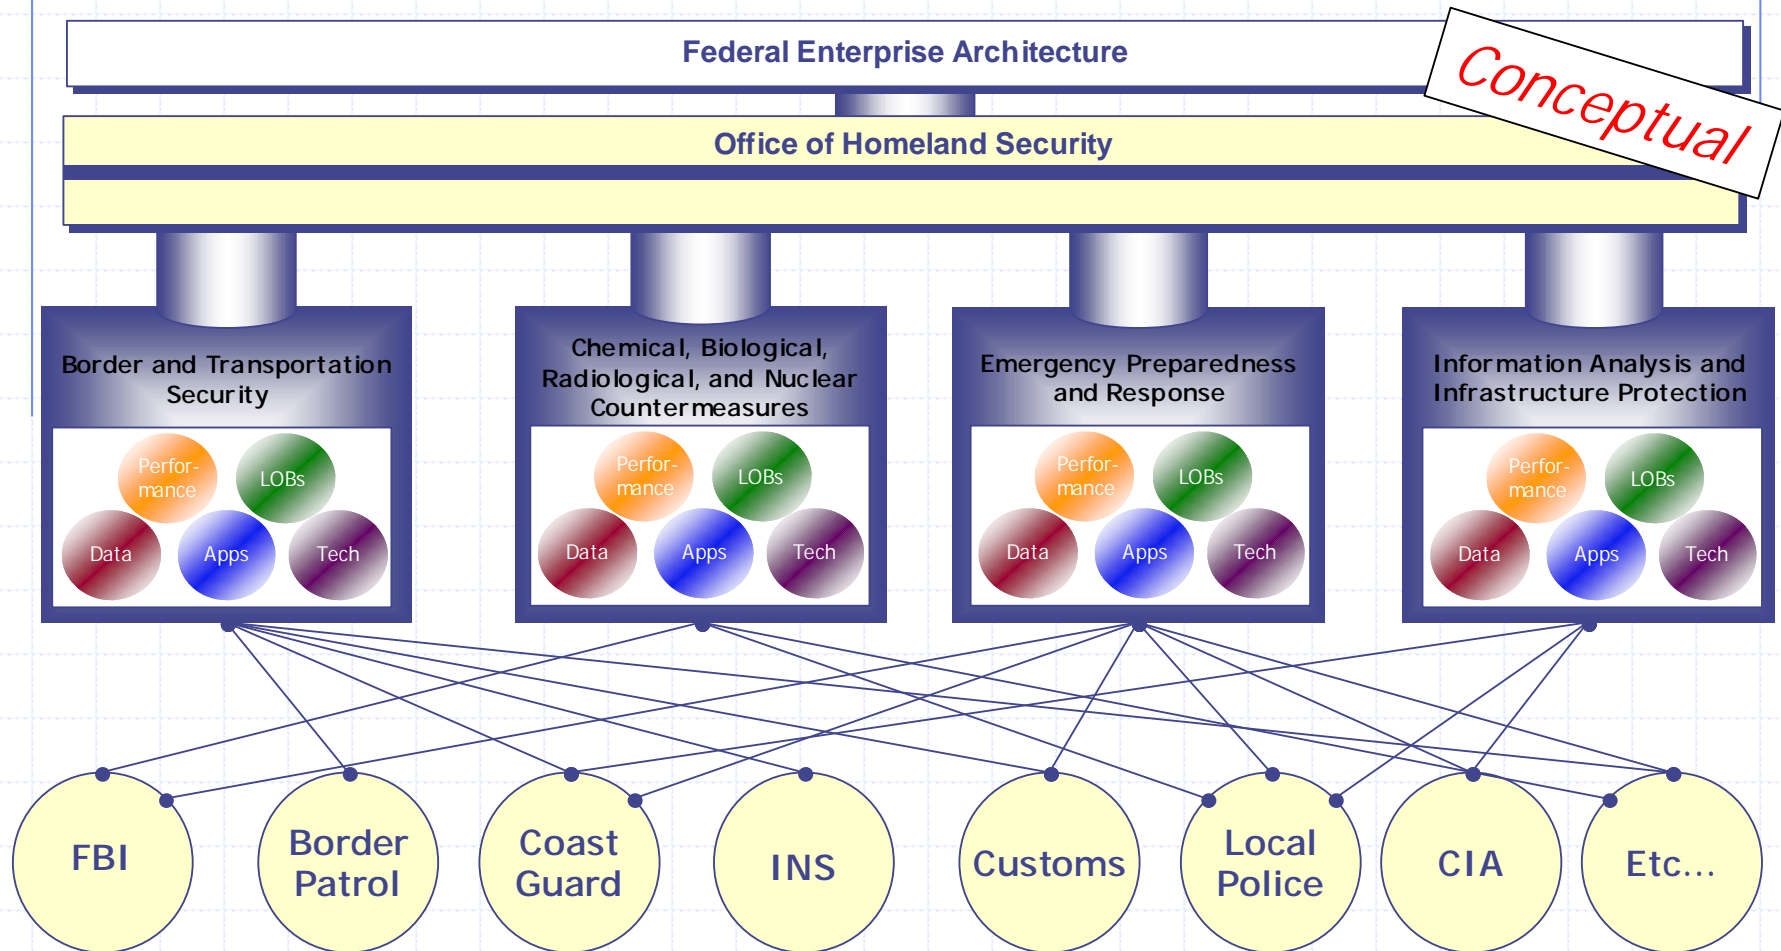 Federal Enterprise Architecture
Conceptual
Office of Homeland Security
Border and Transportation
Security
Perfor-
mance
LOBs
Data
Apps
Tech
Chemical, Biological,
Radiological, and Nuclear
Countermeasures
Perfor-
mance
LOBs
Data
Apps
Tech
Emergency Preparedness
and Response
Perfor-
mance
LOBs
Data
Apps
Tech
Information Analysis and
Infrastructure Protection
Perfor-
mance
LOBs
Data
Apps
Tech
FBI
Border
Patrol
Coast
Guard
INS
Customs
Local
Police
CIA
Etc...